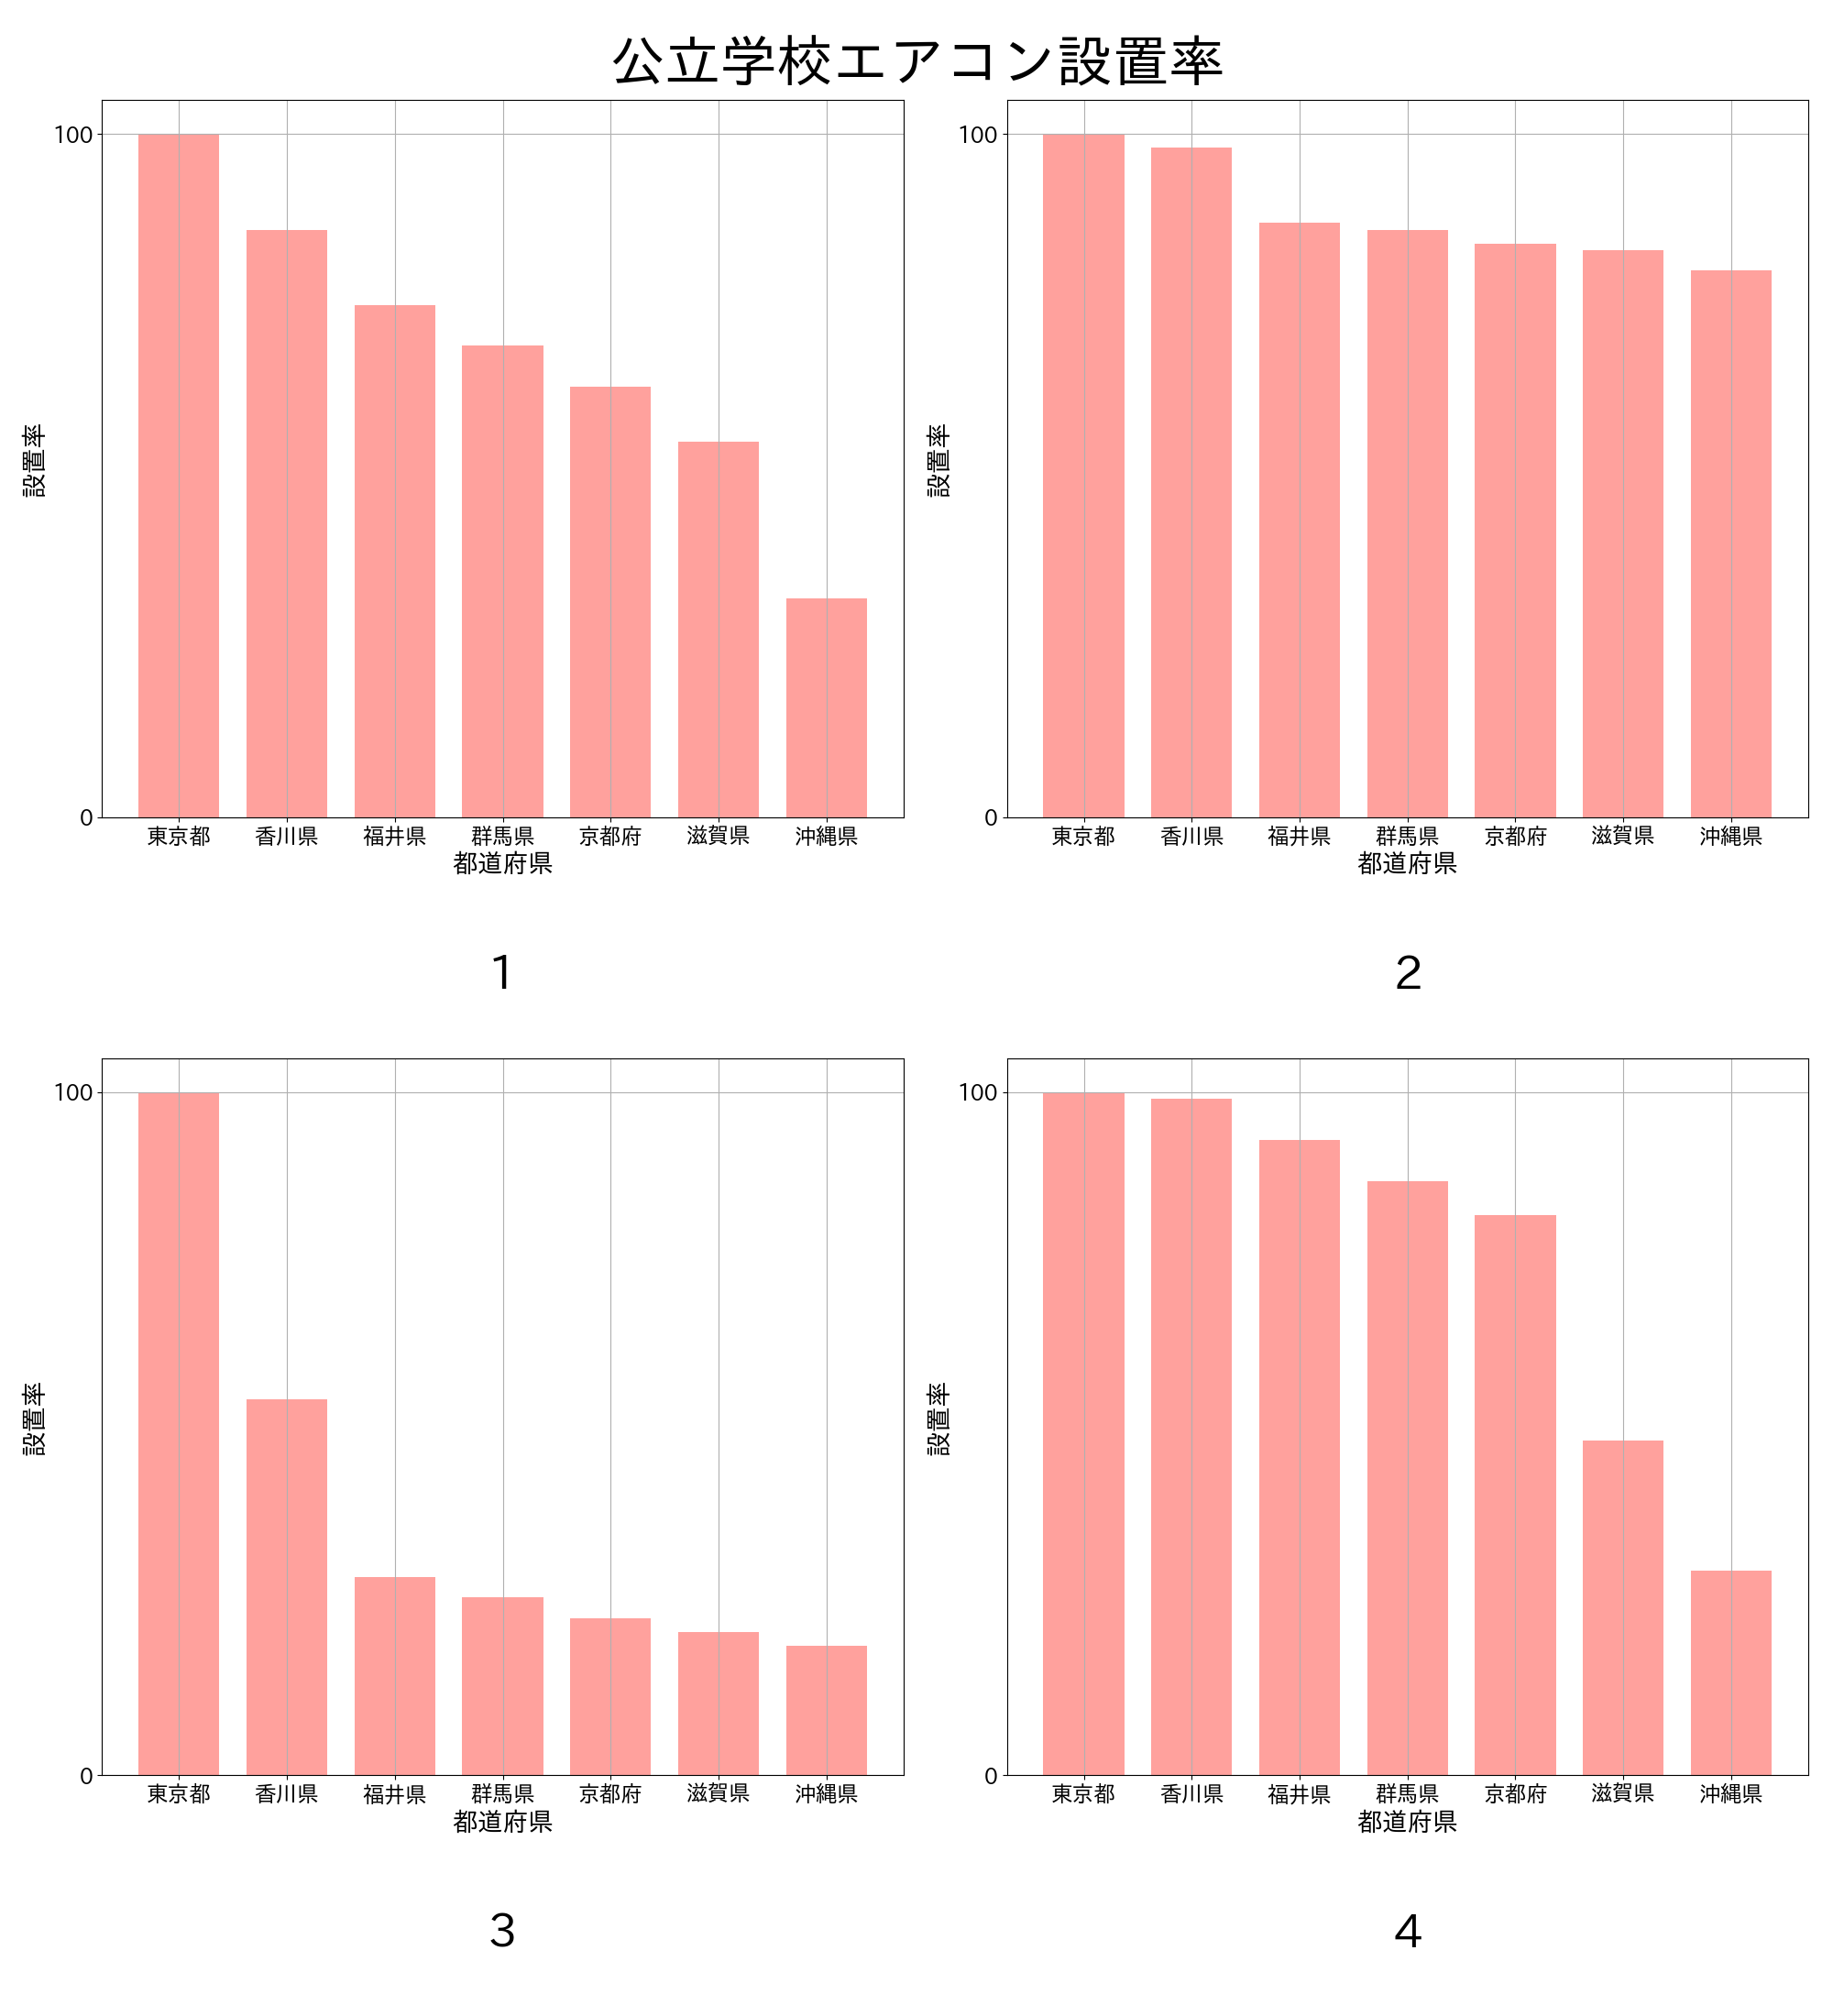 公立学校エアコン設置率
100
0
設置率
東京都 香川県 福井県 群馬県 京都府 滋賀県 沖縄県
都道府県
1
100
0
設置率
東京都 香川県 福井県 群馬県 京都府 滋賀県 沖縄県
都道府県
2
100
0
設置率
東京都 香川県 福井県 群馬県 京都府 滋賀県 沖縄県
都道府県
3
100
0
設置率
東京都 香川県 福井県 群馬県 京都府 滋賀県 沖縄県
都道府県
4